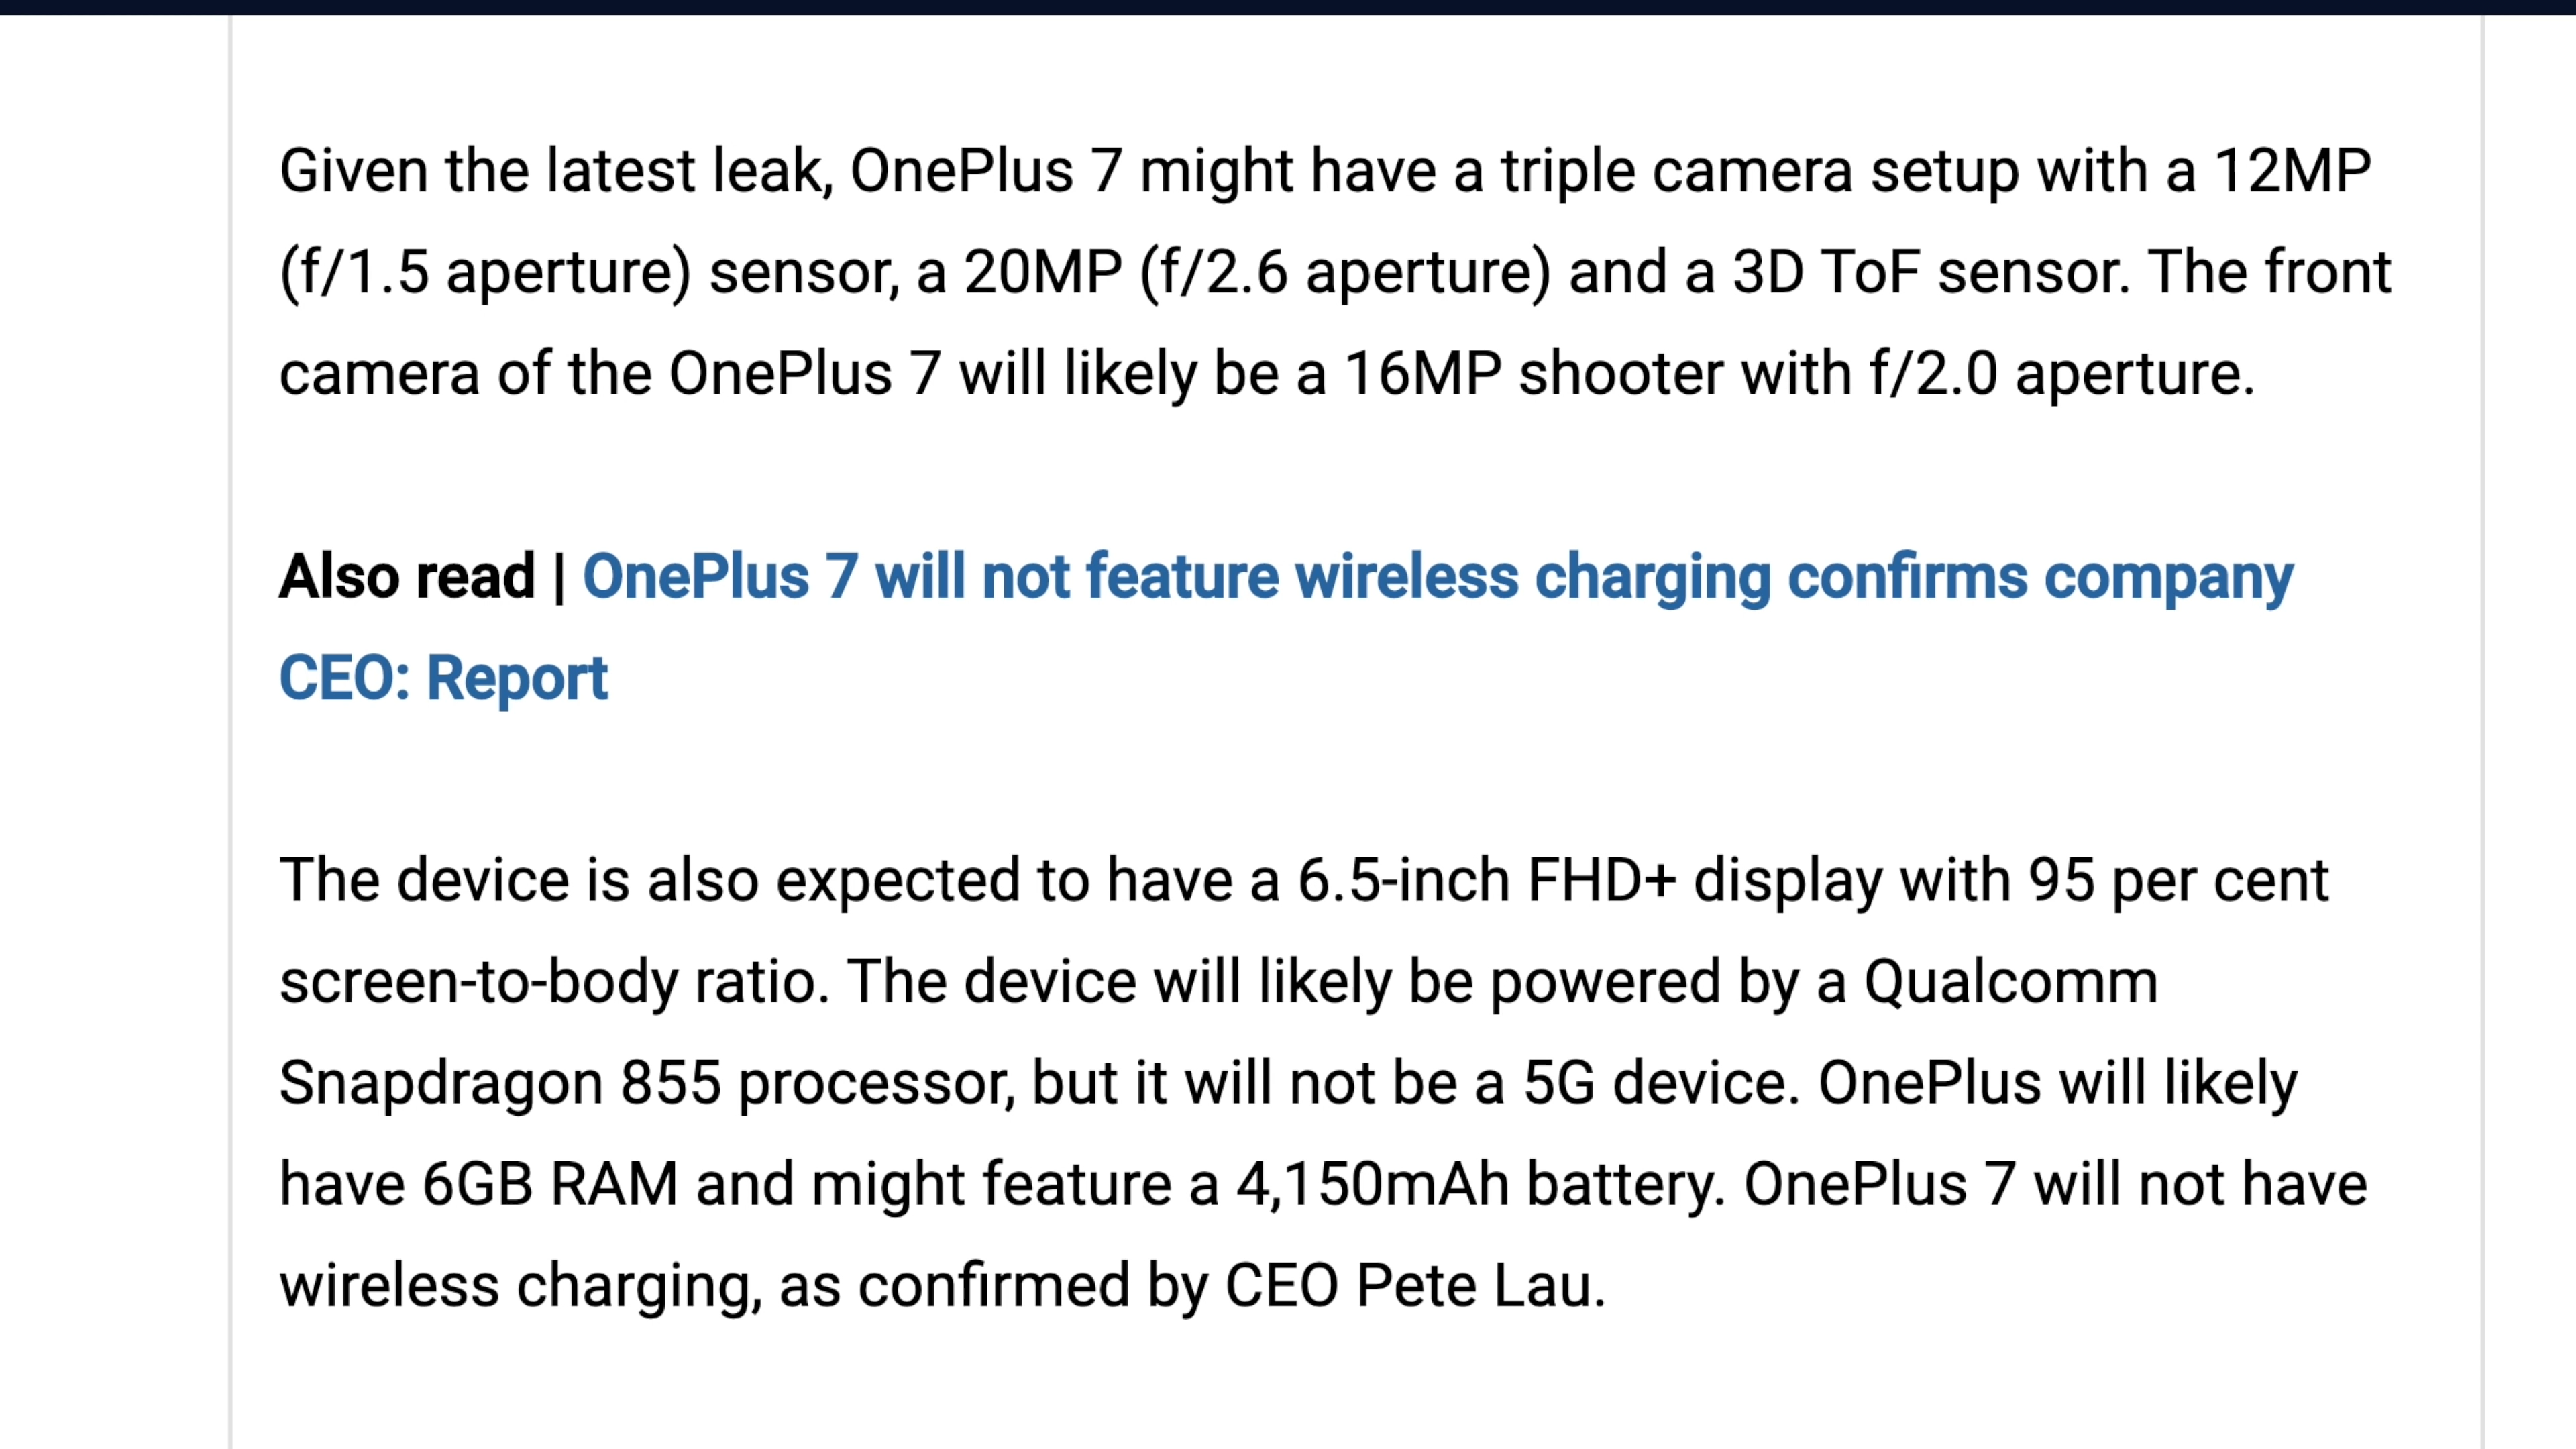 Given the latest leak, OnePlus 7 might have a triple camera setup with a 12MP
(f/1.5 aperture) sensor, a 20MP (f/2.6 aperture) and a 3D ToF sensor. The front
camera of the OnePlus 7 will likely be a 16MP shooter with f/2.0 aperture.
Also read | OnePlus 7 will not feature wireless charging confirms company
CEO: Report
The device is also expected to have a 6.5-inch FHD+ display with 95 per cent
screen-to-body ratio. The device will likely be powered by a Qualcomm
Snapdragon 855 processor, but it will not be a 5G device. OnePlus will likely
have 6GB RAM and might feature a 4,150mAh battery. OnePlus 7 will not have
wireless charging, as confirmed by CEO Pete Lau.